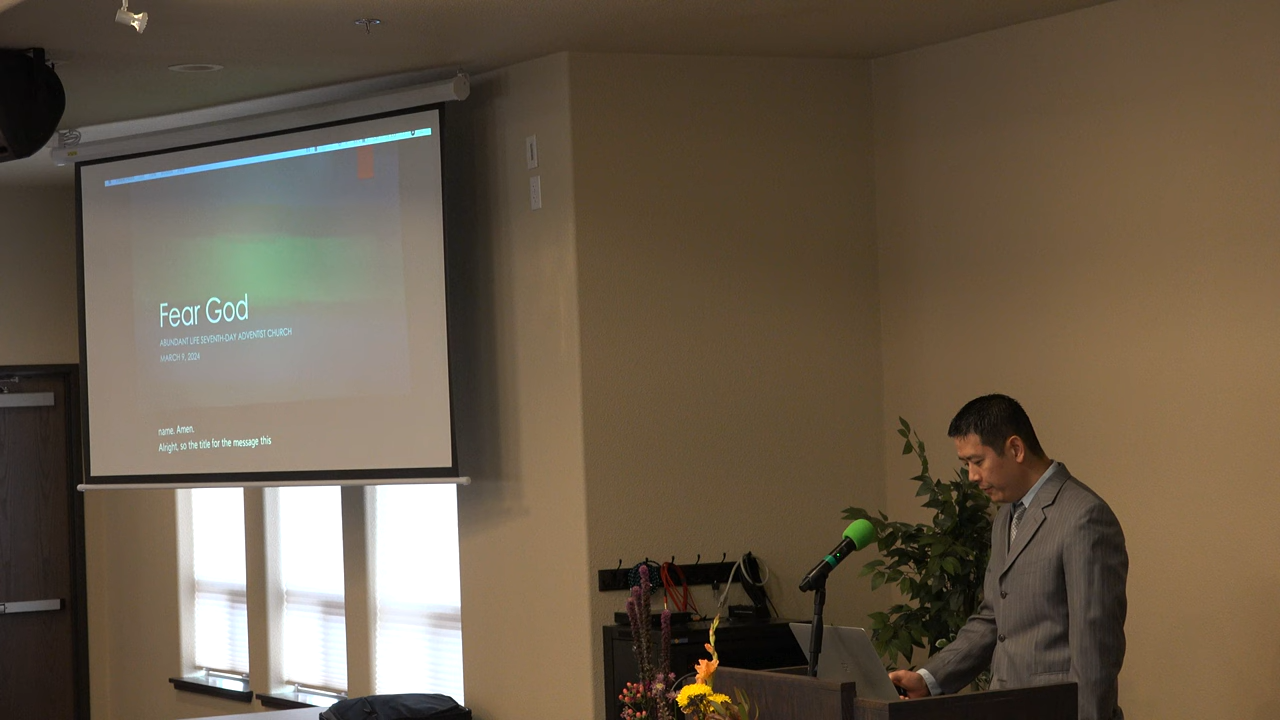 Fear God
ABUNDANT LIFE SEVENTH-DAY ADVENTIST CHURCH
MARCH 9, 2024
name. Amen.
Alright, so the title for the message this